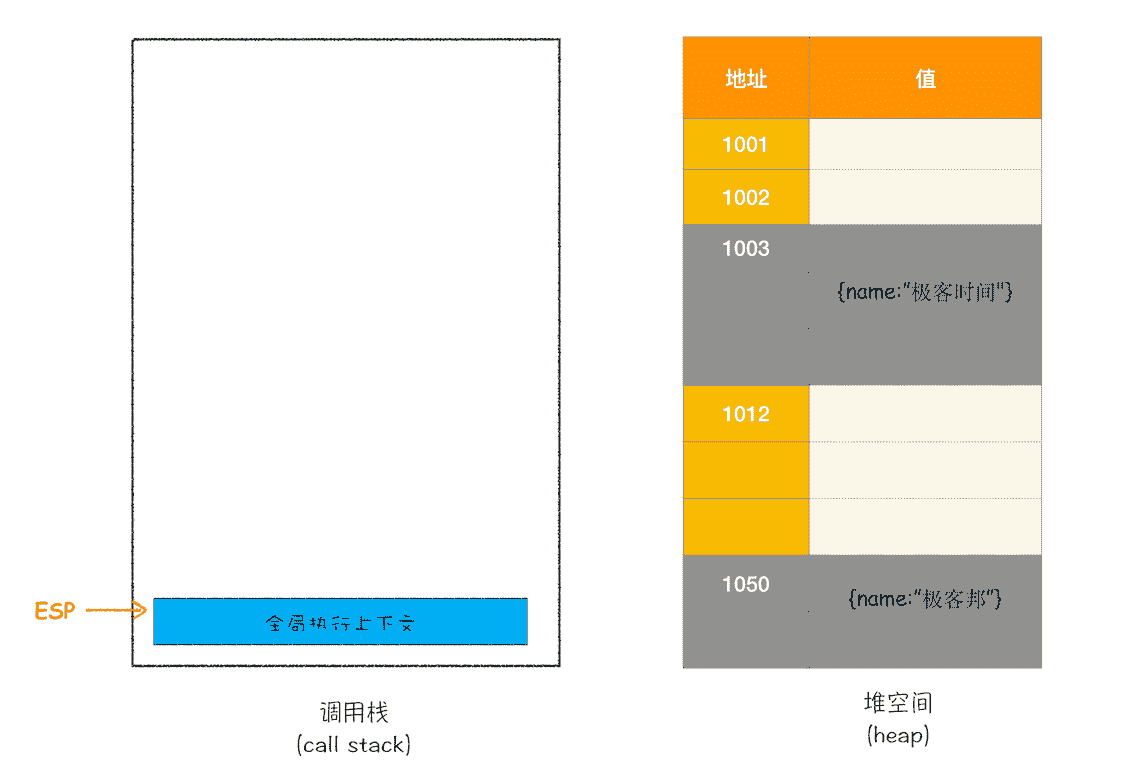 ESP
全局执行上下文
调用栈
(call stack)
地址 值
1001
1002
1003
{name:"极客时间"}
1012
1050
{name:"极客邦"}
堆空间
(heap)